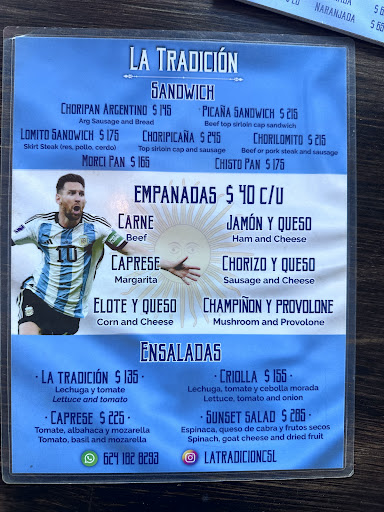 NARANJADA
LA TRADICIÓN
SANDWICH
CHORIPAN ARGENTINO $ 145 · PICAÑA SANDWICH $ 215
Arg Sausage and Bread Beef top sirloin cap sandwich
LOMITO SANDWICH $ 175 CHORIPICAÑA $ 245 CHORILOMITO $ 215
Skirt Steak (res, pollo, cerdo) Top sirloin cap and sausage Beef or pork steak and sausage
MORCI PAN $ 165 CHISTO PAN $ 175
EMPANADAS $ 40 C/U
CARNE JAMÓN Y QUESO
Beef Ham and Cheese
CAPRESE CHORIZO Y QUESO
Margarita Sausage and Cheese
ELOTE Y QUESO CHAMPIÑON Y PROVOLONE
Corn and Cheese Mushroom and Provolone
10
ENSALADAS
· LA TRADICIÓN $ 135 · · CRIOLLA $ 165 ·
Lechuga y tomate Lechuga, tomate y cebolla morada
Lettuce and tomato Lettuce, tomato and onion
· CAPRESE $ 225 · · SUNSET SALAD $ 285 ·
Tomate, albahaca y mozarella Espinaca, queso de cabra y frutos secos
Tomato, basil and mozarella Spinach, goat cheese and dried fruit
624 182 8293 LATRADICIONCSL